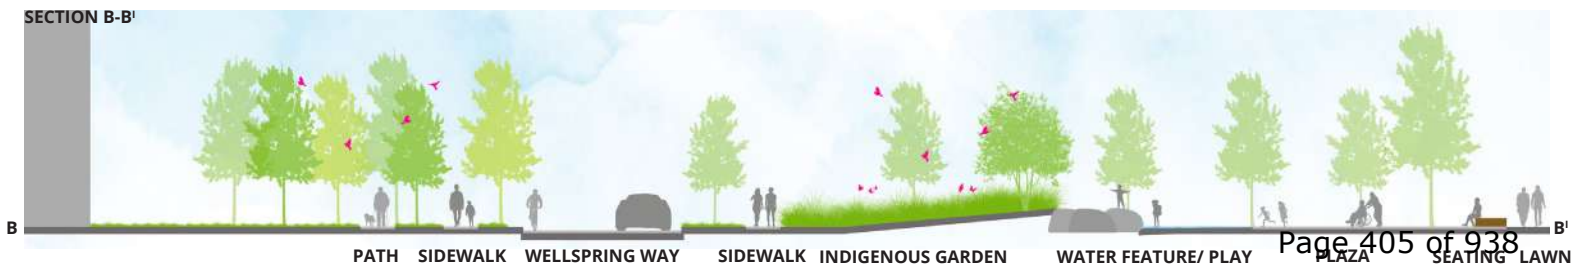 SECTION B-B'
B
B'
PATH SIDEWALK WELLSPRING WAY SIDEWALK INDIGENOUS GARDEN WATER FEATURE/ PLAY PLAZA SEATING LAWN
Page 405 of 938